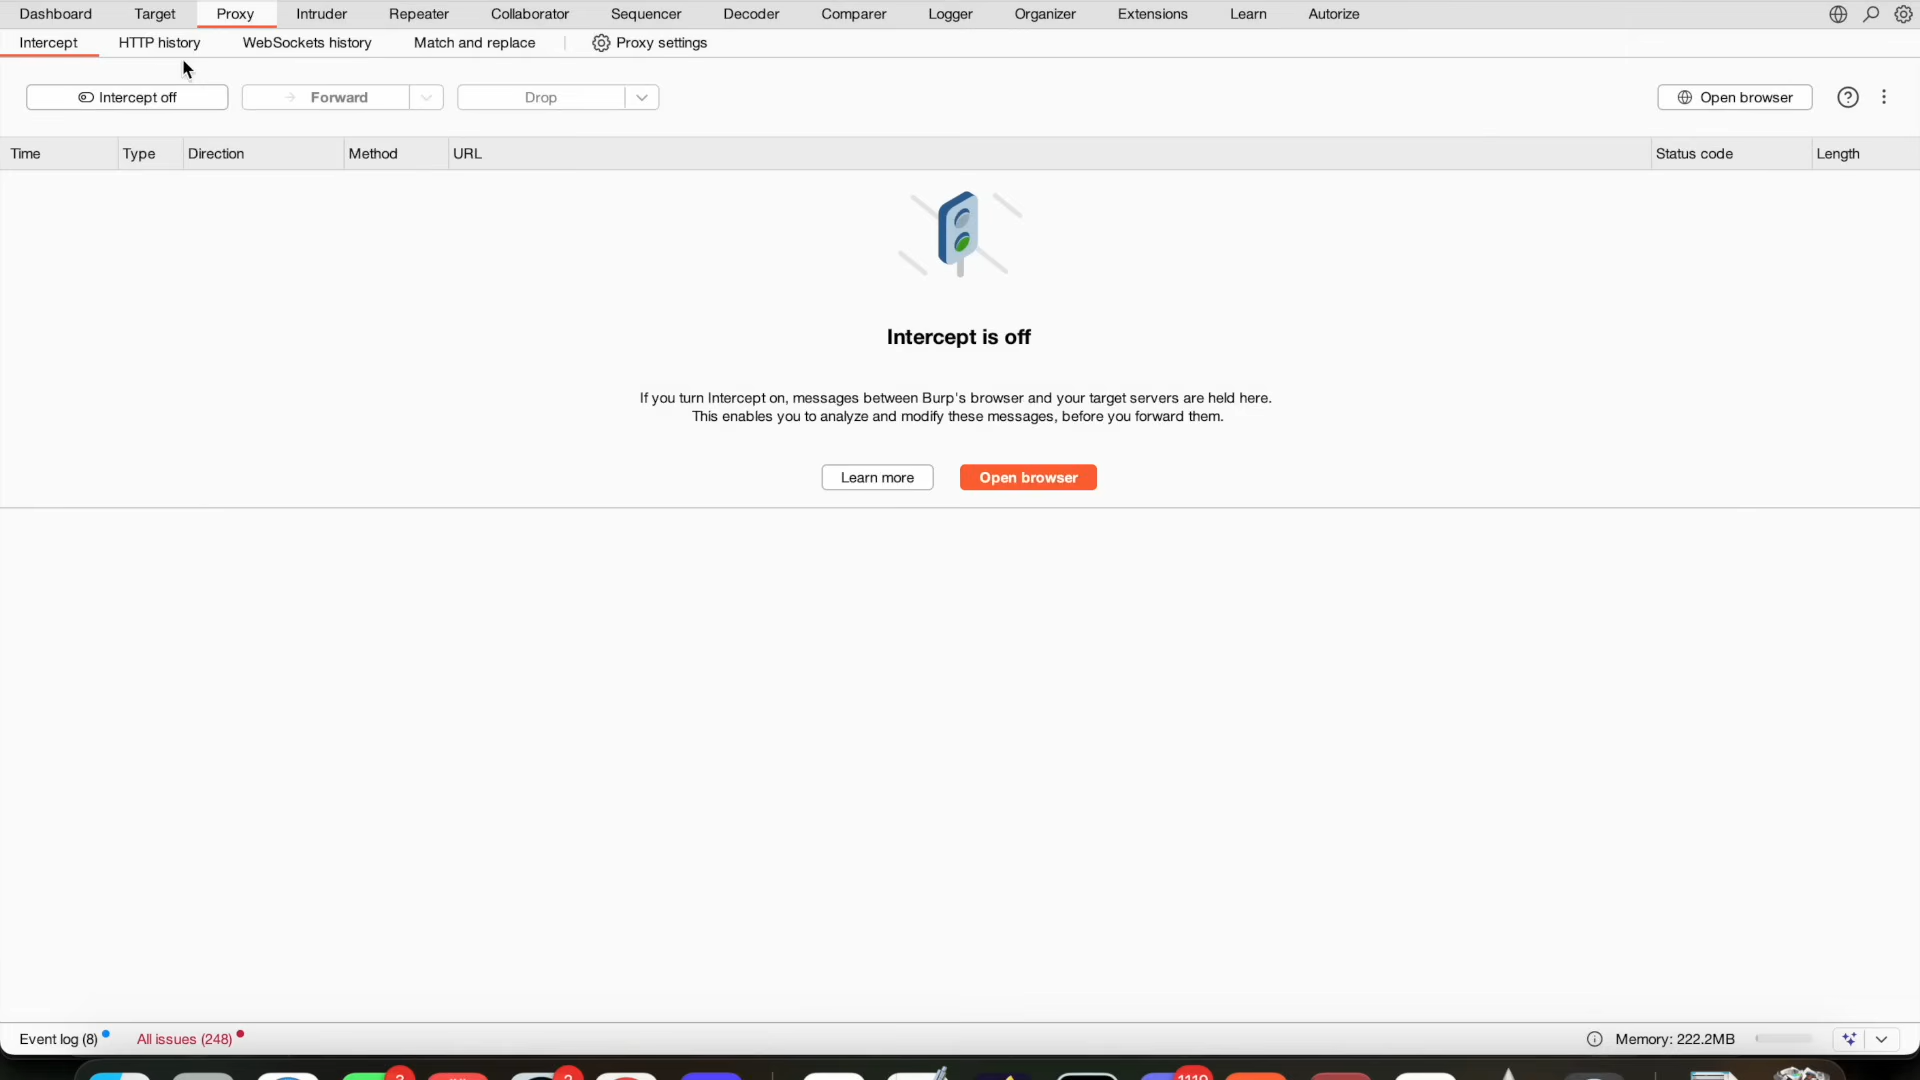 Dashboard Target Proxy Intruder Repeater Collaborator Sequencer Decoder Comparer Logger Organizer Extensions Learn Autorize
Intercept HTTP history WebSockets history Match and replace Proxy settings
Intercept off Forward Drop Open browser
Time Type Direction Method URL Status code Length
Intercept is off
If you turn Intercept on, messages between Burp's browser and your target servers are held here.
This enables you to analyze and modify these messages, before you forward them.
Learn more Open browser
Event log (8) All issues (248) Memory: 222.2MB
3 2 1119